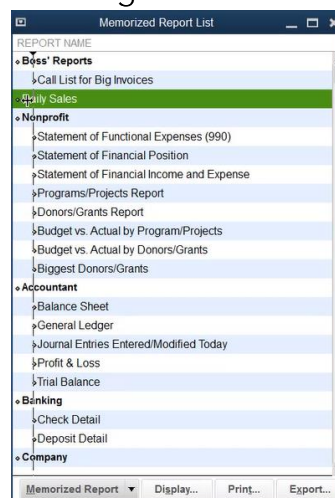 Memorized Report List
REPORT NAME
Boss' Reports
Call List for Big Invoices
Daily Sales
Nonprofit
Statement of Functional Expenses (990)
Statement of Financial Position
Statement of Financial Income and Expense
Programs/Projects Report
Donors/Grants Report
Budget vs. Actual by Program/Projects
Budget vs. Actual by Donors/Grants
Biggest Donors/Grants
Accountant
Balance Sheet
General Ledger
Journal Entries Entered/Modified Today
Profit & Loss
Trial Balance
Banking
Check Detail
Deposit Detail
Company
Memorized Report Display... Print... Export...